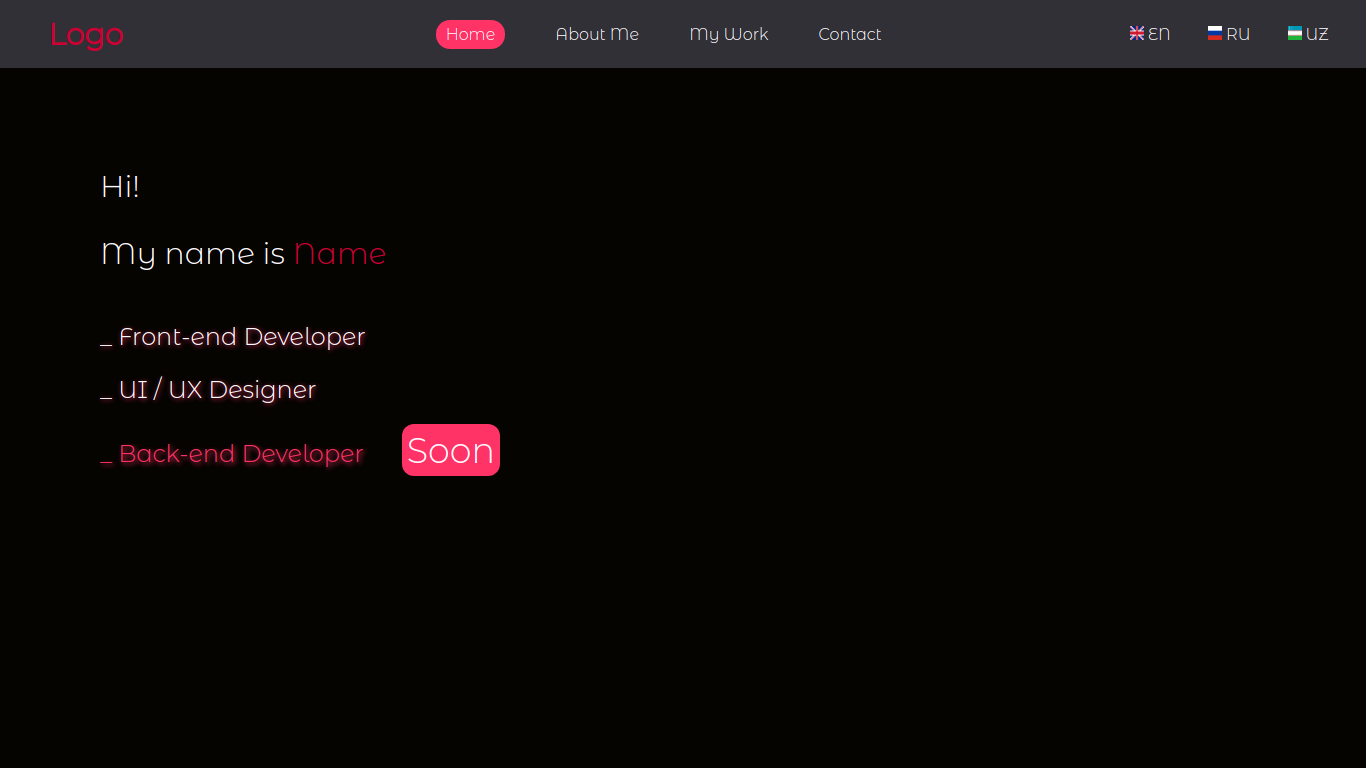 Logo Home About Me My Work Contact EN RU UZ
Hi!
My name is Name
_ Front-end Developer
_ UI / UX Designer
_ Back-end Developer Soon